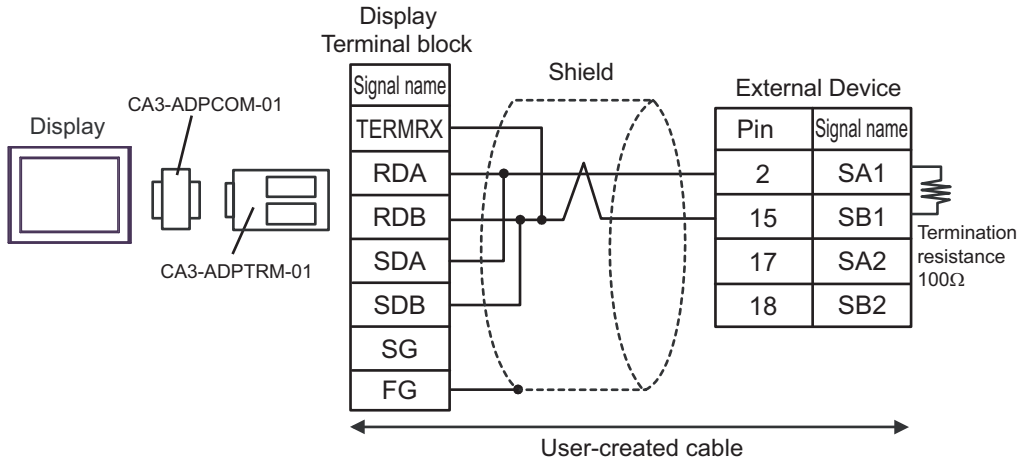 Display
Terminal block
Shield
External Device
CA3-ADPCOM-01
Display
CA3-ADPTRM-01
Signal name
TERMRX
RDA
RDB
SDA
SDB
SG
FG
Pin Signal name
2 SA1
15 SB1
17 SA2
18 SB2
Termination
resistance
100Ω
User-created cable